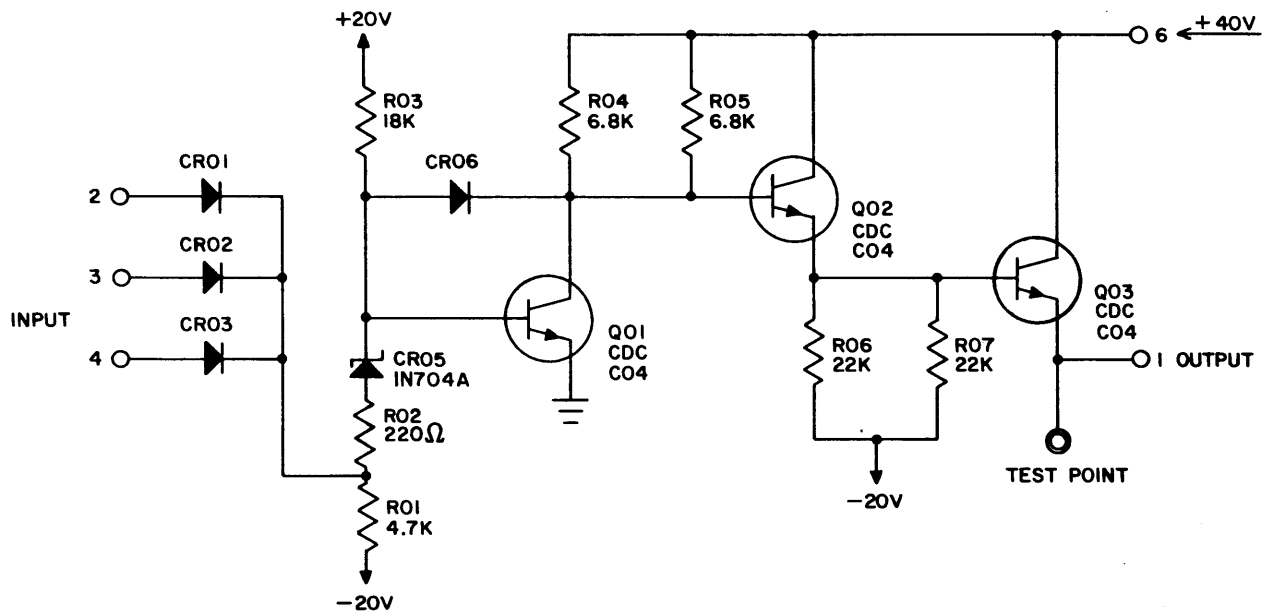 +20V
6
+40V
R03
18K
R04
6.8K
R05
6.8K
CR01
CR06
2
Q02
CDC
C04
CR02
3
INPUT
CR03
4
CR05
1N704A
Q01
CDC
C04
Q03
CDC
C04
R06
22K
R07
22K
1 OUTPUT
R02
220Ω
TEST POINT
R01
4.7K
−20V
−20V